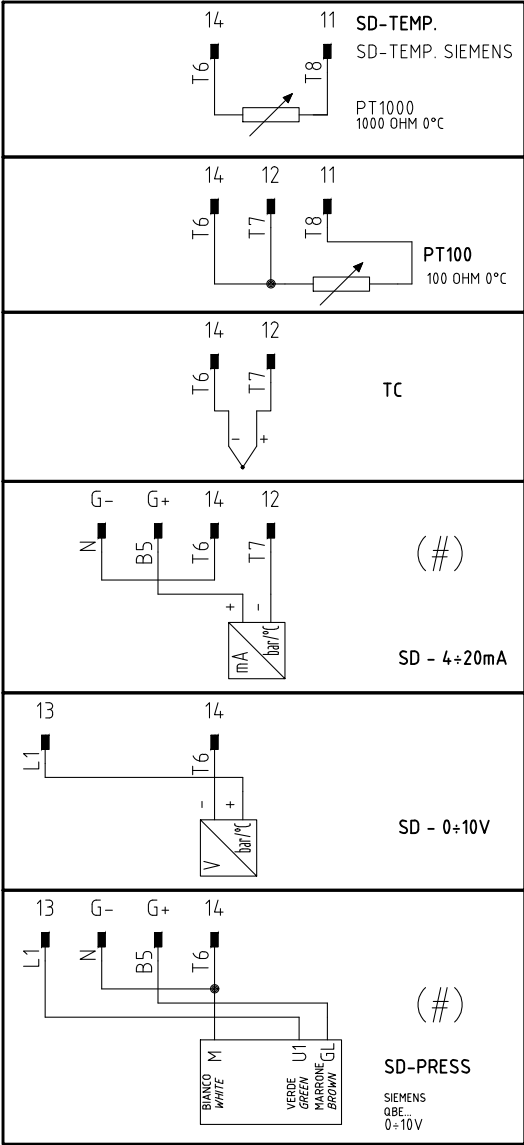 14 11 SD-TEMP.
T6 T8 SD-TEMP. SIEMENS
PT1000
1000 OHM 0°C
14 12 11
T6 T7 T8
PT100
100 OHM 0°C
14 12
T6 T7
TC
- +
G- G+ 14 12
N B5 T6 T7
(#)
+ -
mA bar/°C
SD - 4÷20mA
13 14
L1 T6
- +
V bar/°C
SD - 0÷10V
13 G- G+ 14
L1 N B5 T6
(#)
M U1 GL
BIANCO VERDE MARRONE
WHITE GREEN BROWN
SD-PRESS
SIEMENS
QBE...
0÷10V